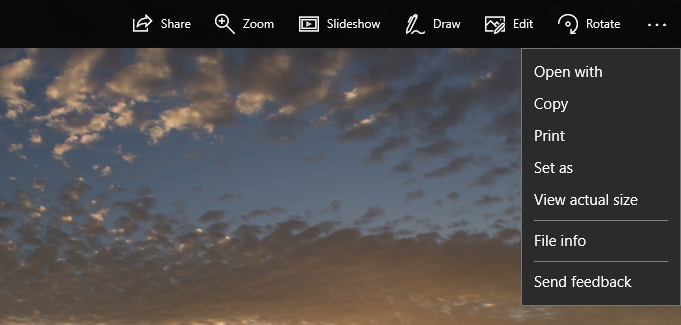 Share Zoom Slideshow Draw Edit Rotate ...
Open with
Copy
Print
Set as
View actual size
File info
Send feedback